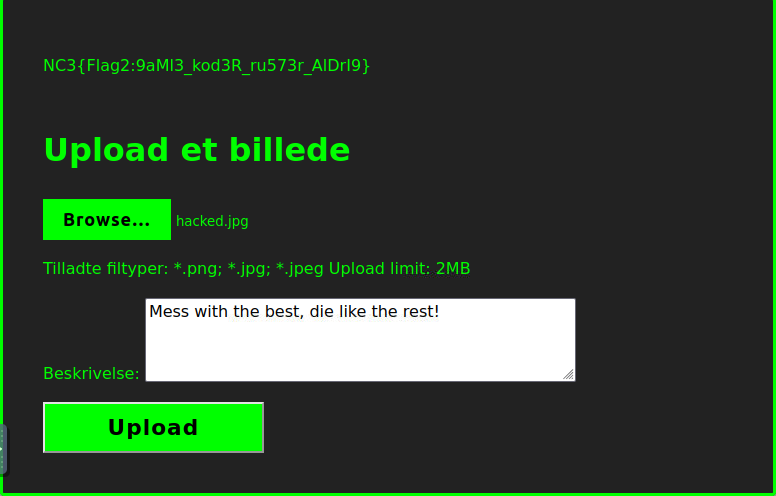 NC3{Flag2:9aMl3_kod3R_ru573r_AlDrI9}
Upload et billede
Browse... hacked.jpg
Tilladte filtyper: *.png; *.jpg; *.jpeg Upload limit: 2MB
Mess with the best, die like the rest!
Beskrivelse:
Upload